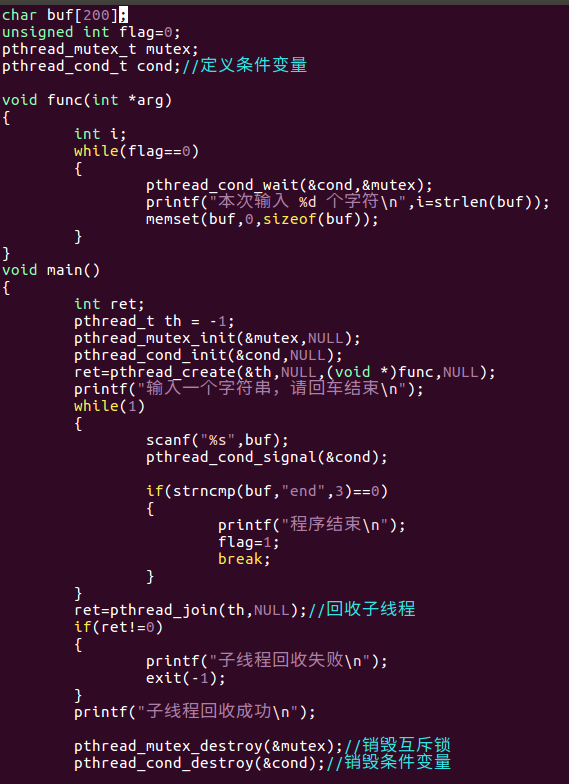 char buf[200];
unsigned int flag=0;
pthread_mutex_t mutex;
pthread_cond_t cond;//定义条件变量

void func(int *arg)
{
        int i;
        while(flag==0)
        {
                pthread_cond_wait(&cond,&mutex);
                printf("本次输入 %d 个字符\n",i=strlen(buf));
                memset(buf,0,sizeof(buf));
        }
}
void main()
{
        int ret;
        pthread_t th = -1;
        pthread_mutex_init(&mutex,NULL);
        pthread_cond_init(&cond,NULL);
        ret=pthread_create(&th,NULL,(void *)func,NULL);
        printf("输入一个字符串，请回车结束\n");
        while(1)
        {
                scanf("%s",buf);
                pthread_cond_signal(&cond);

                if(strncmp(buf,"end",3)==0)
                {
                        printf("程序结束\n");
                        flag=1;
                        break;
                }
        }
        ret=pthread_join(th,NULL);//回收子线程
        if(ret!=0)
        {
                printf("子线程回收失败\n");
                exit(-1);
        }
        printf("子线程回收成功\n");

        pthread_mutex_destroy(&mutex);//销毁互斥锁
        pthread_cond_destroy(&cond);//销毁条件变量